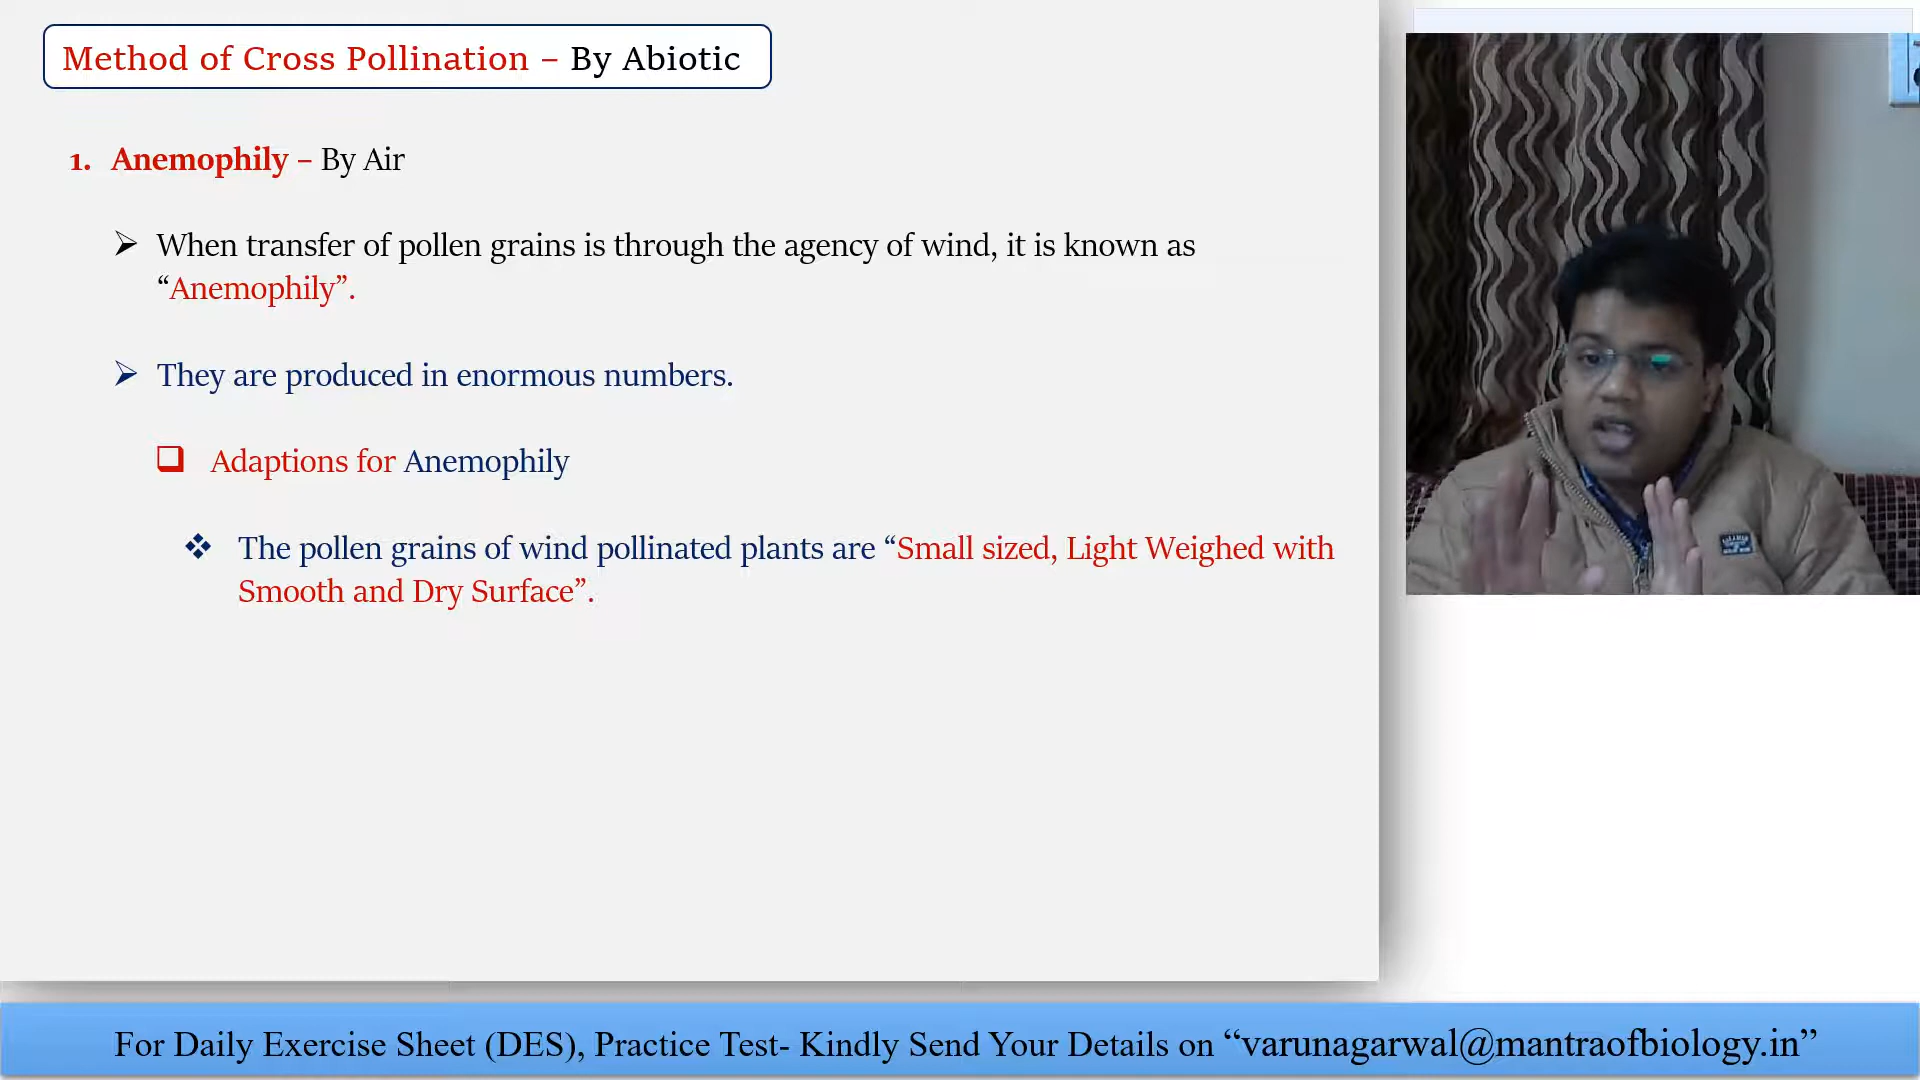 Method of Cross Pollination – By Abiotic
1. Anemophily – By Air
➢ When transfer of pollen grains is through the agency of wind, it is known as
“Anemophily”.
➢ They are produced in enormous numbers.
❑ Adaptions for Anemophily
❖ The pollen grains of wind pollinated plants are “Small sized, Light Weighed with
Smooth and Dry Surface”.
For Daily Exercise Sheet (DES), Practice Test- Kindly Send Your Details on “varunagarwal@mantraofbiology.in”